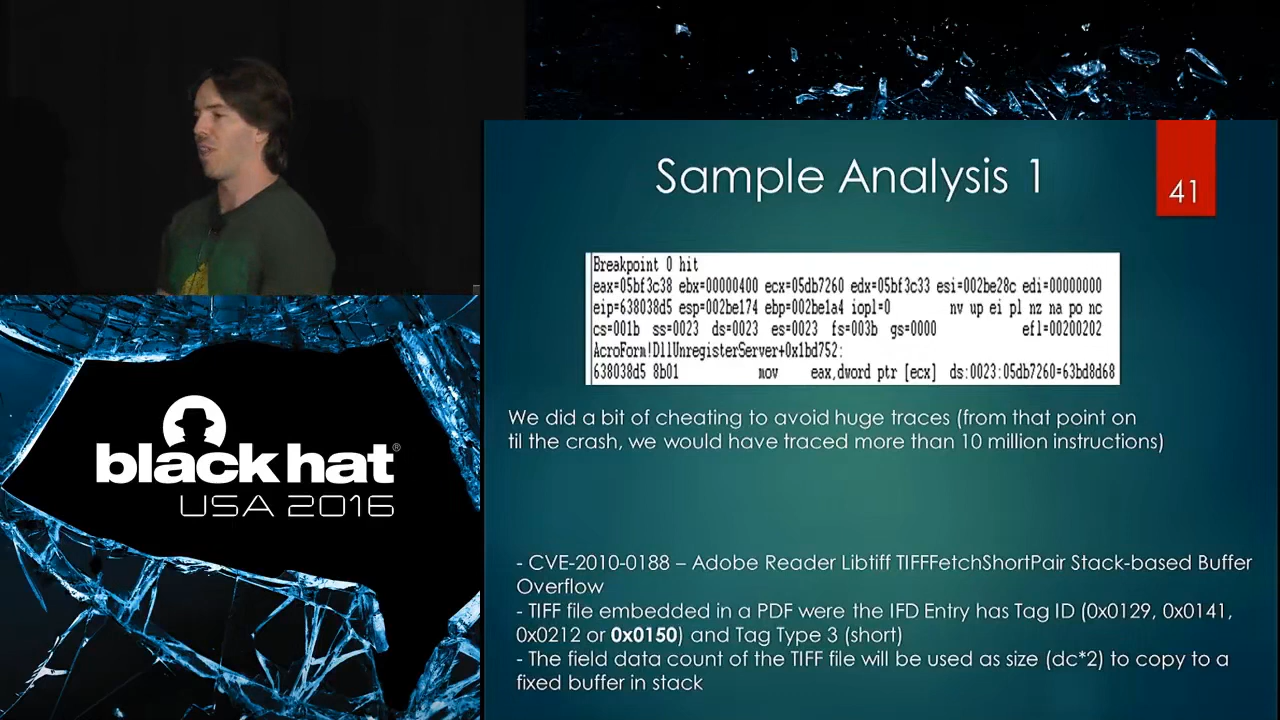 Sample Analysis 1
41
Breakpoint 0 hit
eax=05bf3c38 ebx=00000400 ecx=05db7260 edx=05bf3c33 esi=002be28c edi=00000000
eip=638038d5 esp=002be174 ebp=002be1a4 iopl=0 nv up ei pl nz na po nc
cs=001b ss=0023 ds=0023 es=0023 fs=003b gs=0000 efl=00200202
AcroForm!DllUnregisterServer+0x1bd752:
638038d5 8b01 mov eax,dword ptr [ecx] ds:0023:05db7260=63bd8d68
We did a bit of cheating to avoid huge traces (from that point on
til the crash, we would have traced more than 10 million instructions)
- CVE-2010-0188 – Adobe Reader Libtiff TIFFFetchShortPair Stack-based Buffer
Overflow
- TIFF file embedded in a PDF were the IFD Entry has Tag ID (0x0129, 0x0141,
0x0212 or 0x0150) and Tag Type 3 (short)
- The field data count of the TIFF file will be used as size (dc*2) to copy to a
fixed buffer in stack
black hat®
USA 2016